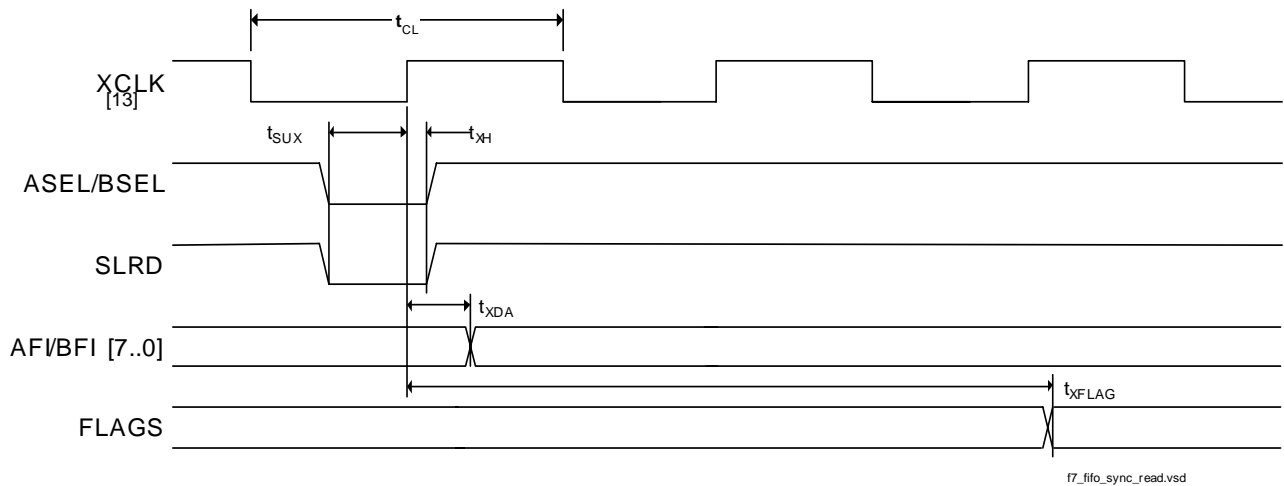 tCL
XCLK
[13]
tSUX
tXH
ASEL/BSEL
SLRD
tXDA
AFI/BFI [7..0]
tXFLAG
FLAGS
f7_fifo_sync_read.vsd